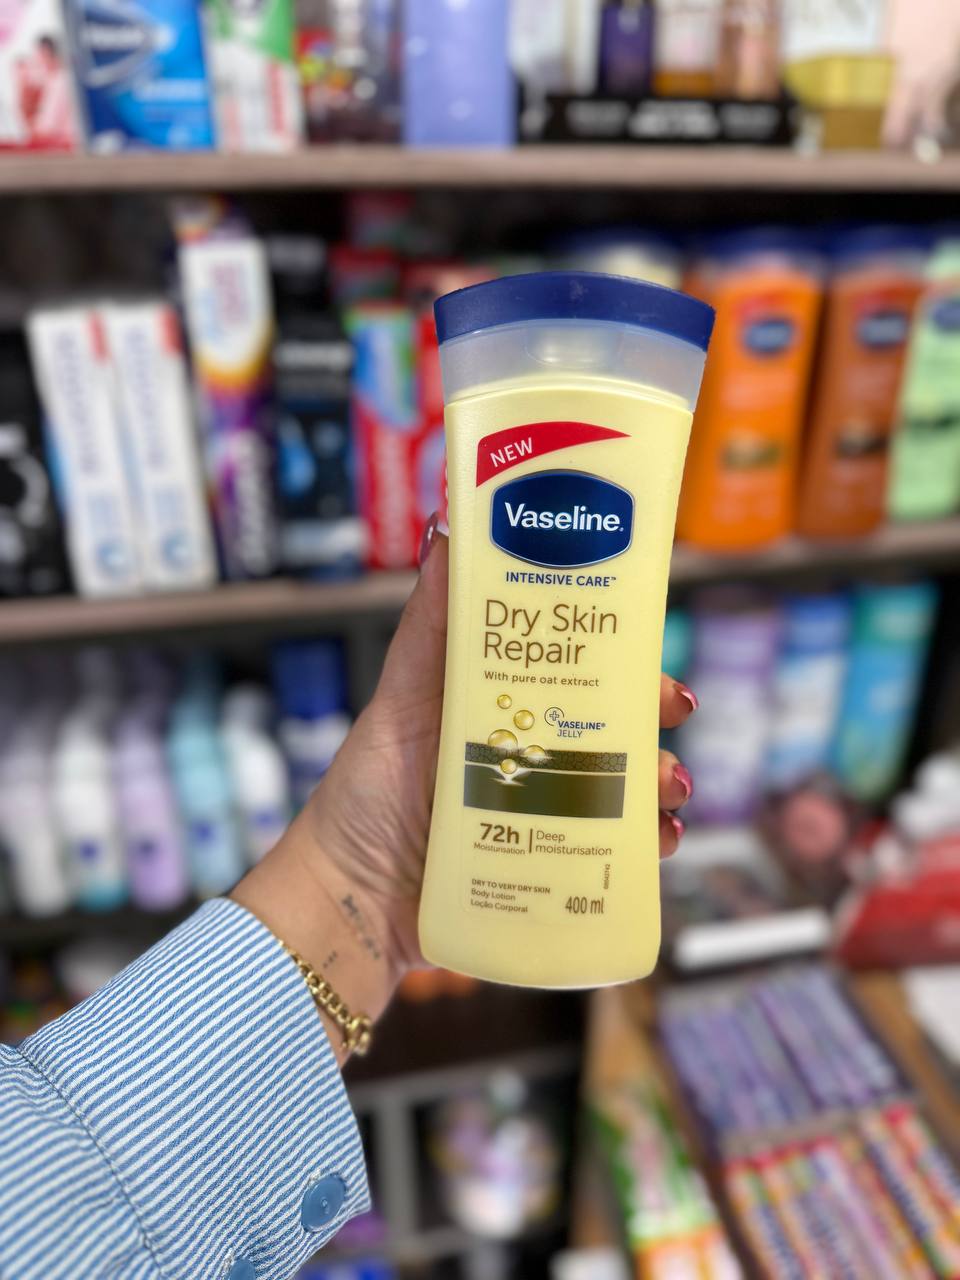 NEW
Vaseline.
INTENSIVE CARE™
Dry Skin
Repair
With pure oat extract
VASELINE®
JELLY
72h
Moisturisation
Deep
moisturisation
DRY TO VERY DRY SKIN
Body Lotion
Loção Corporal
400 ml